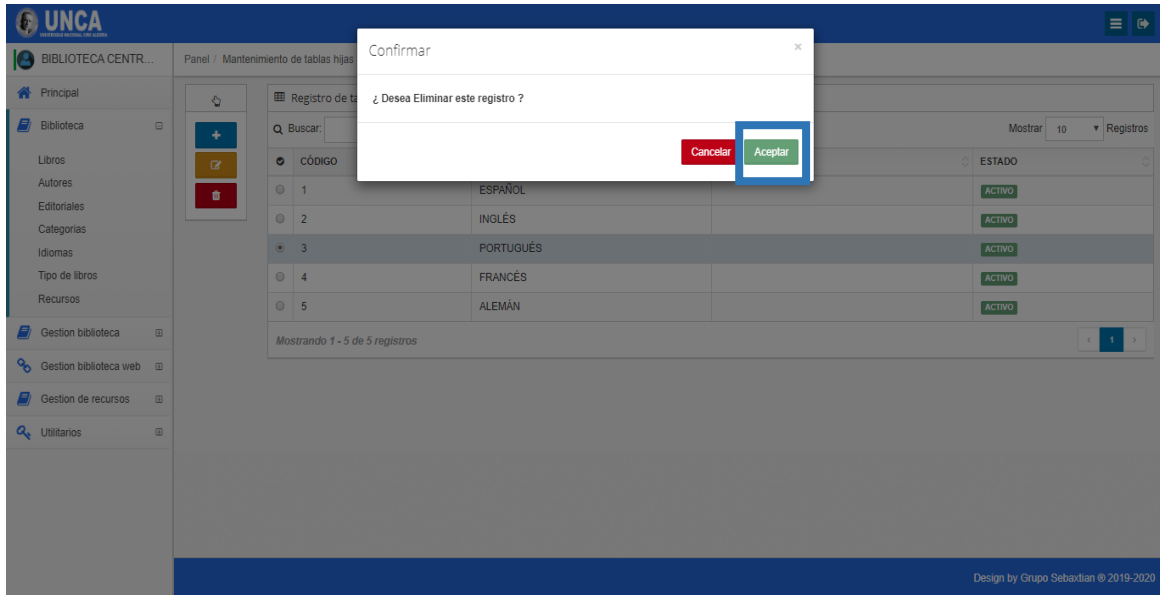 UNCA
BIBLIOTECA CENTR...
Panel / Mantenimiento de tablas hijas
Confirmar
×
¿ Desea Eliminar este registro ?
Cancelar
Aceptar
Principal
Biblioteca
Libros
Autores
Editoriales
Categorias
Idiomas
Tipo de libros
Recursos
Gestion biblioteca
Gestion biblioteca web
Gestion de recursos
Utilitarios
Registro de ta
Buscar:
Mostrar 10 Registros
CÓDIGO ESTADO
1 ESPAÑOL ACTIVO
2 INGLÉS ACTIVO
3 PORTUGUÉS ACTIVO
4 FRANCÉS ACTIVO
5 ALEMÁN ACTIVO
Mostrando 1 - 5 de 5 registros
< 1 >
Design by Grupo Sebaxtian ® 2019-2020